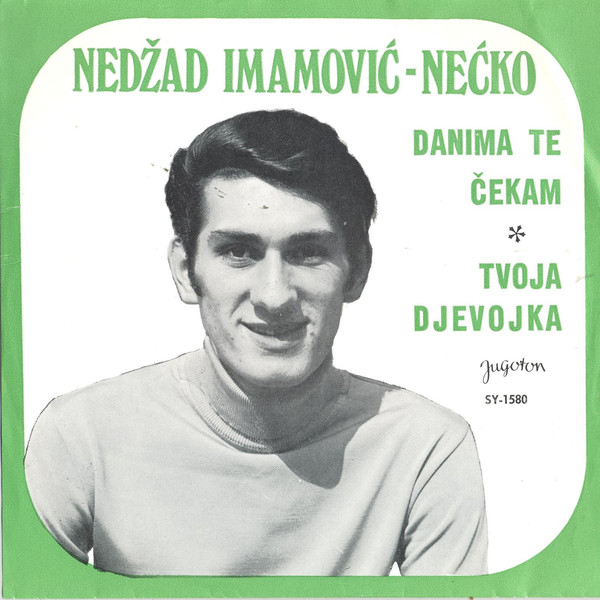 NEDŽAD IMAMOVIĆ-NEĆKO
DANIMA TE
ČEKAM
*
TVOJA
DJEVOJKA
Jugoton
SY-1580